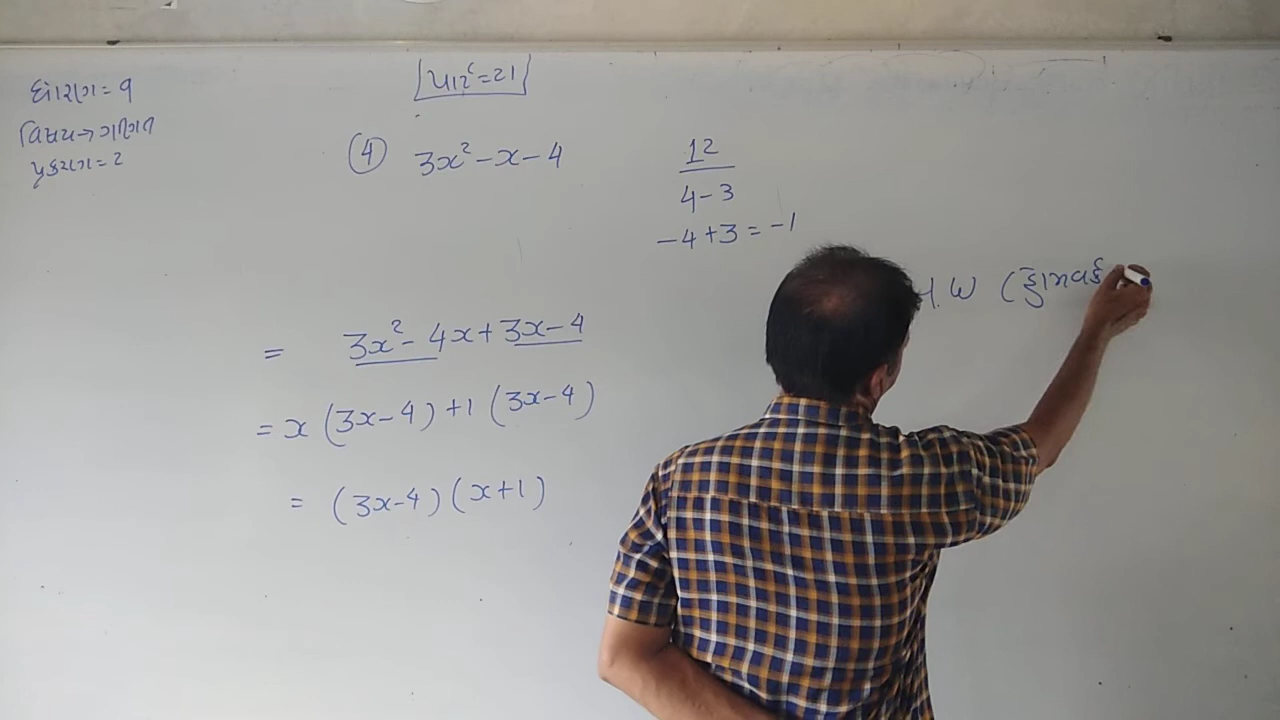 ધોરણ = 9
વિષય → ગણિત
પ્રકરણ = 2
પાર્ટ = 21
④ 3x² - x - 4
12
4 - 3
- 4 + 3 = - 1
H.W (હોમવર્ક
= 3x² - 4x + 3x - 4
= x (3x - 4) + 1 (3x - 4)
= (3x - 4) (x + 1)